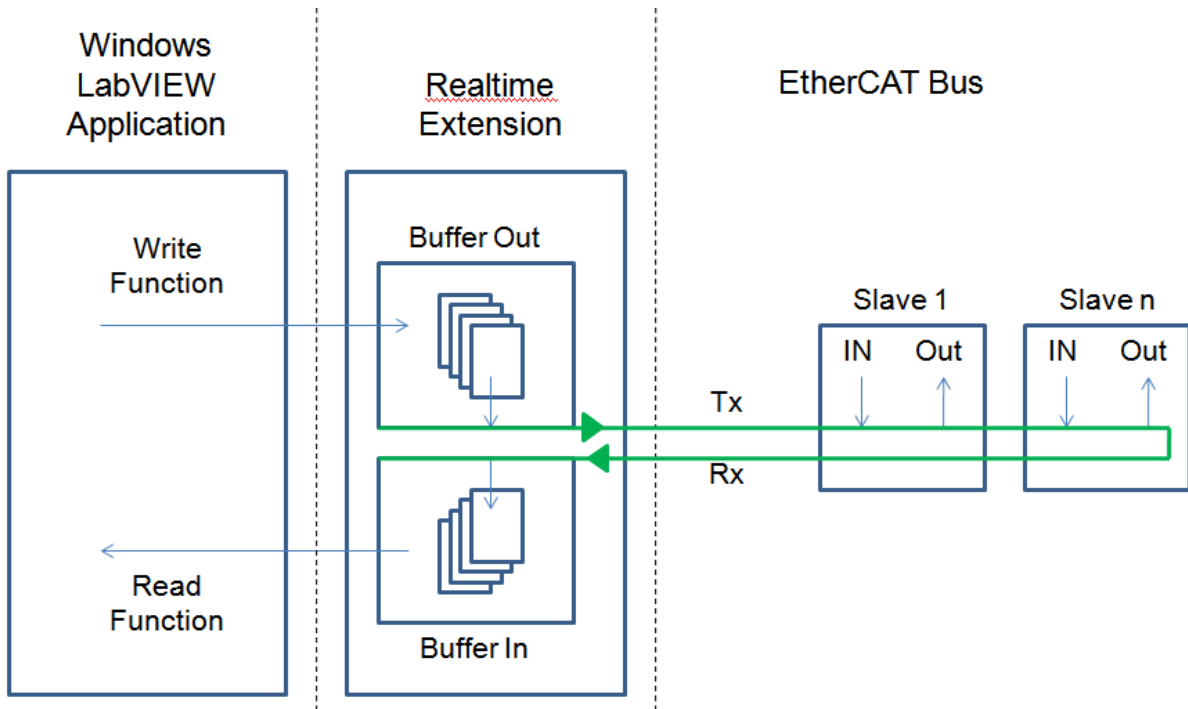 Windows
LabVIEW
Application
Realtime
Extension
EtherCAT Bus
Write
Function
Buffer Out
Slave 1
Slave n
IN Out
IN Out
Tx
Rx
Read
Function
Buffer In